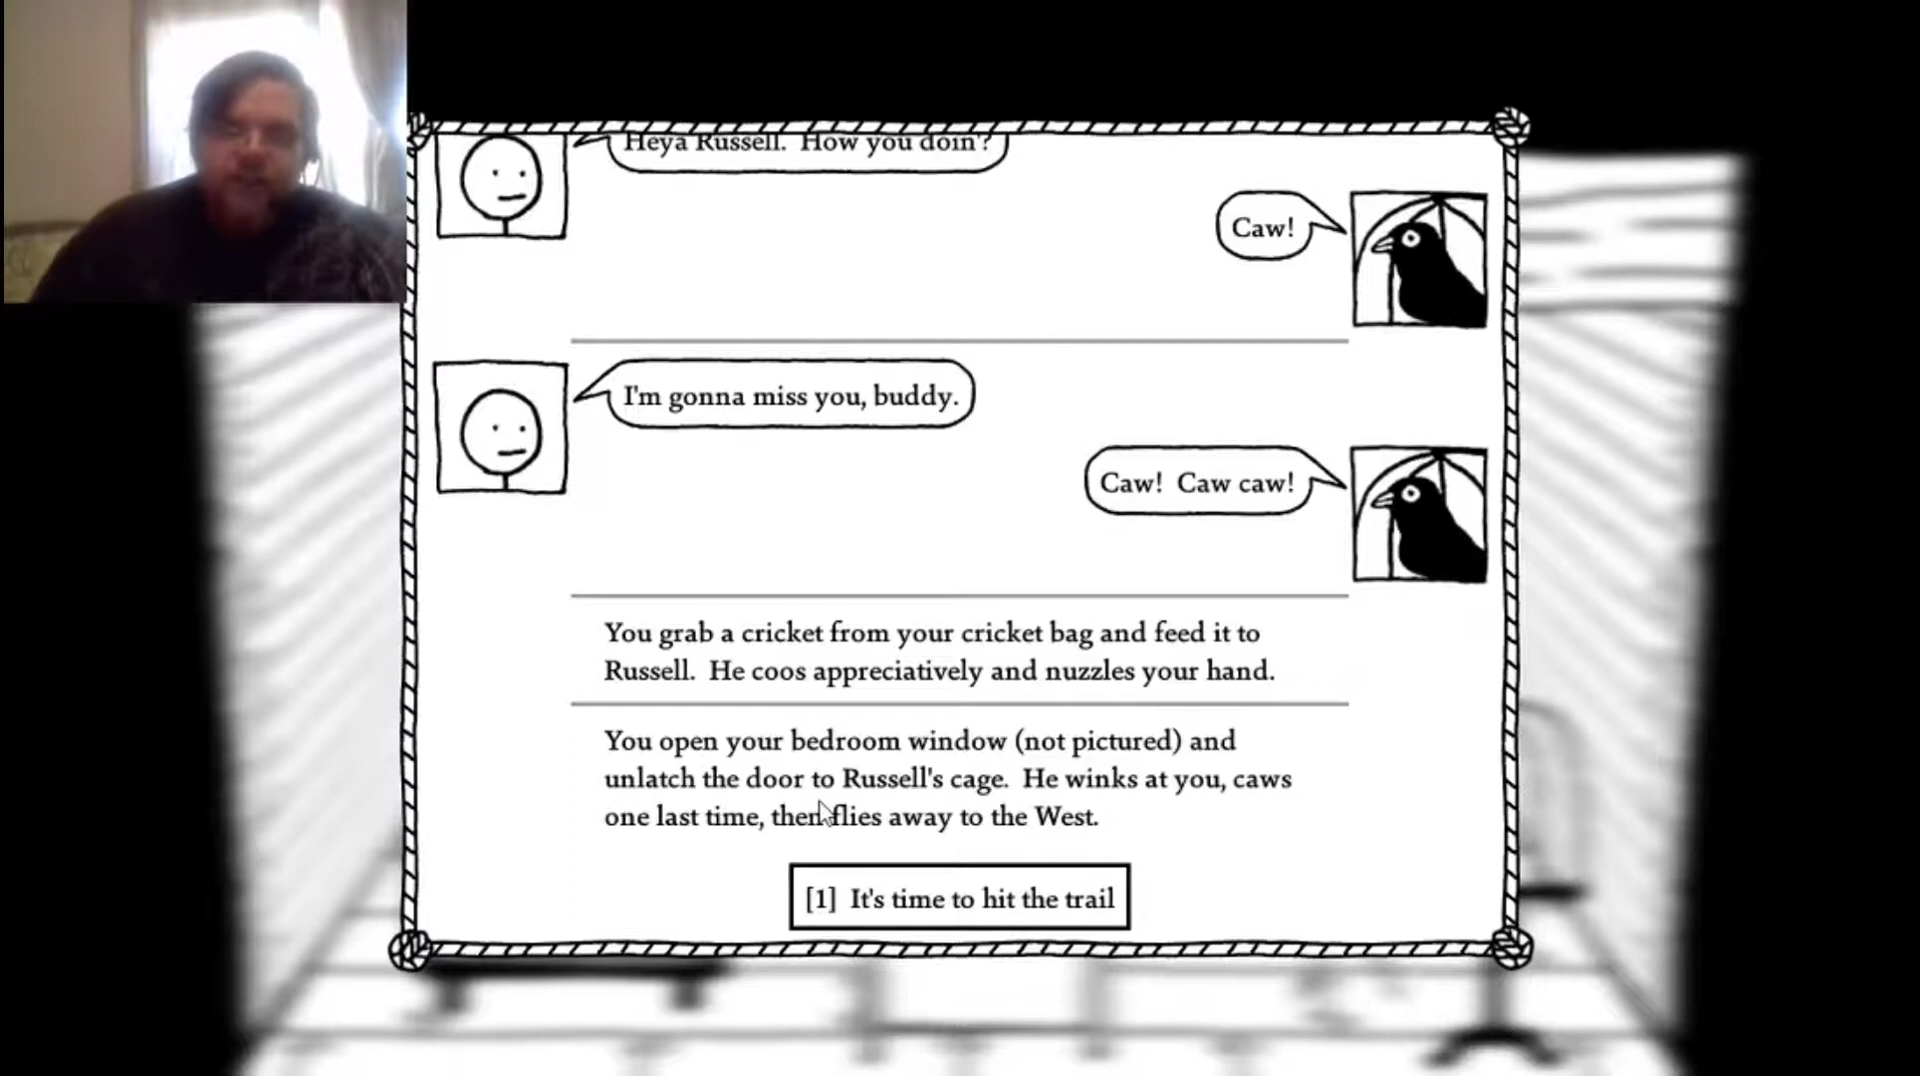 Heya Russell.  How you doin'?
Caw!
I'm gonna miss you, buddy.
Caw!  Caw caw!
You grab a cricket from your cricket bag and feed it to
Russell.  He coos appreciatively and nuzzles your hand.
You open your bedroom window (not pictured) and
unlatch the door to Russell's cage.  He winks at you, caws
one last time, then flies away to the West.
[1]  It's time to hit the trail